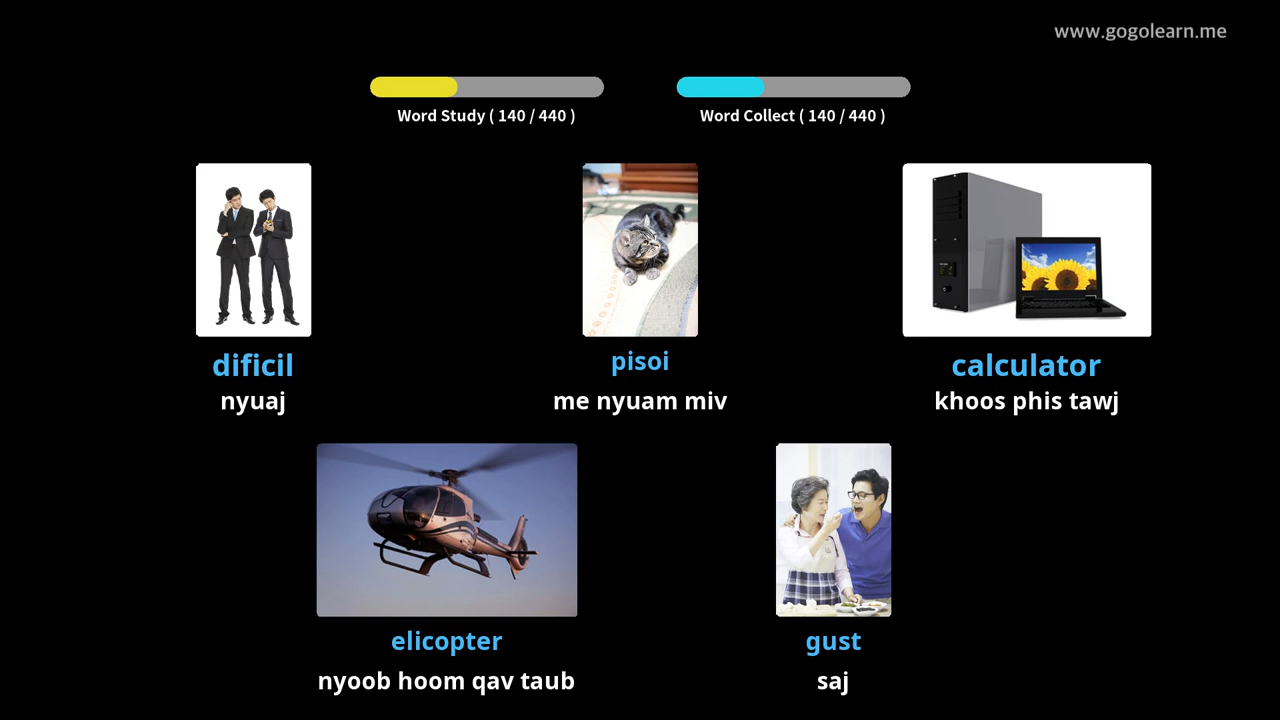 www.gogolearn.me
Word Study ( 140 / 440 )
Word Collect ( 140 / 440 )
dificil
nyuaj
pisoi
me nyuam miv
calculator
khoos phis tawj
elicopter
nyoob hoom qav taub
gust
saj